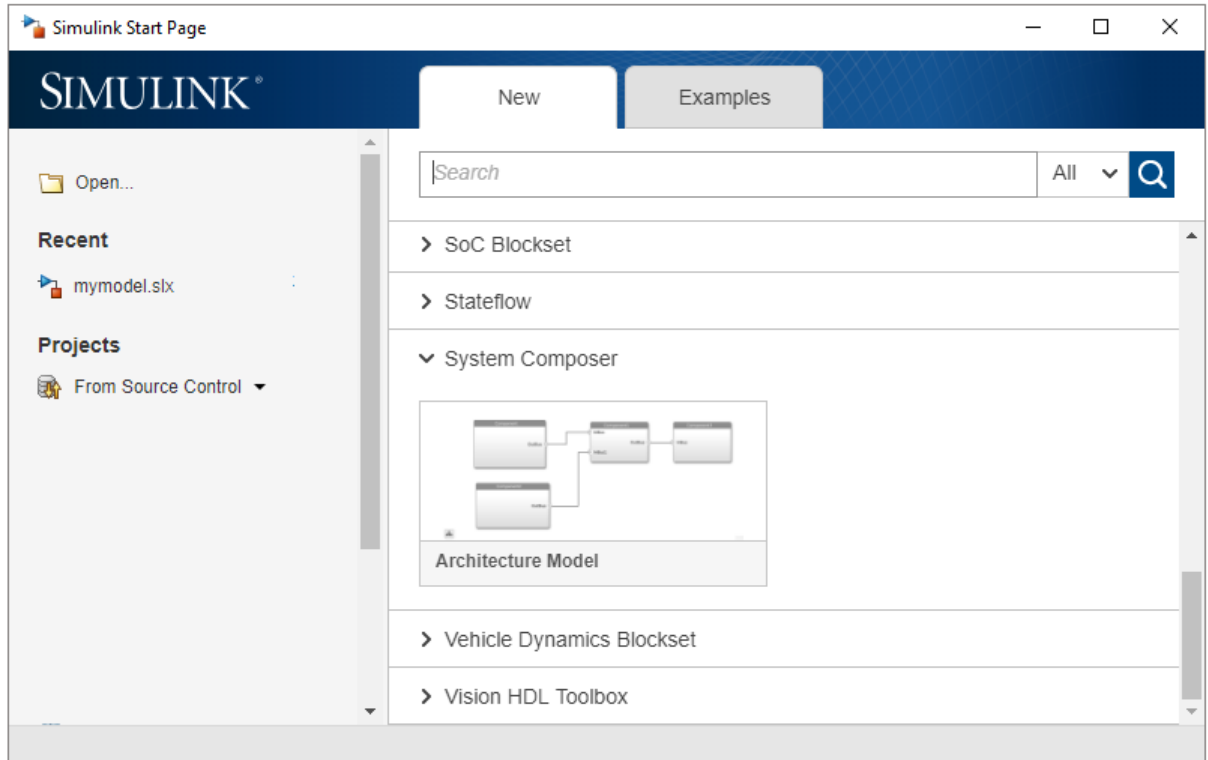 Simulink Start Page
SIMULINK®
New
Examples
Open...
Recent
mymodel.slx
Projects
From Source Control
Search
All
SoC Blockset
Stateflow
System Composer
Architecture Model
Vehicle Dynamics Blockset
Vision HDL Toolbox